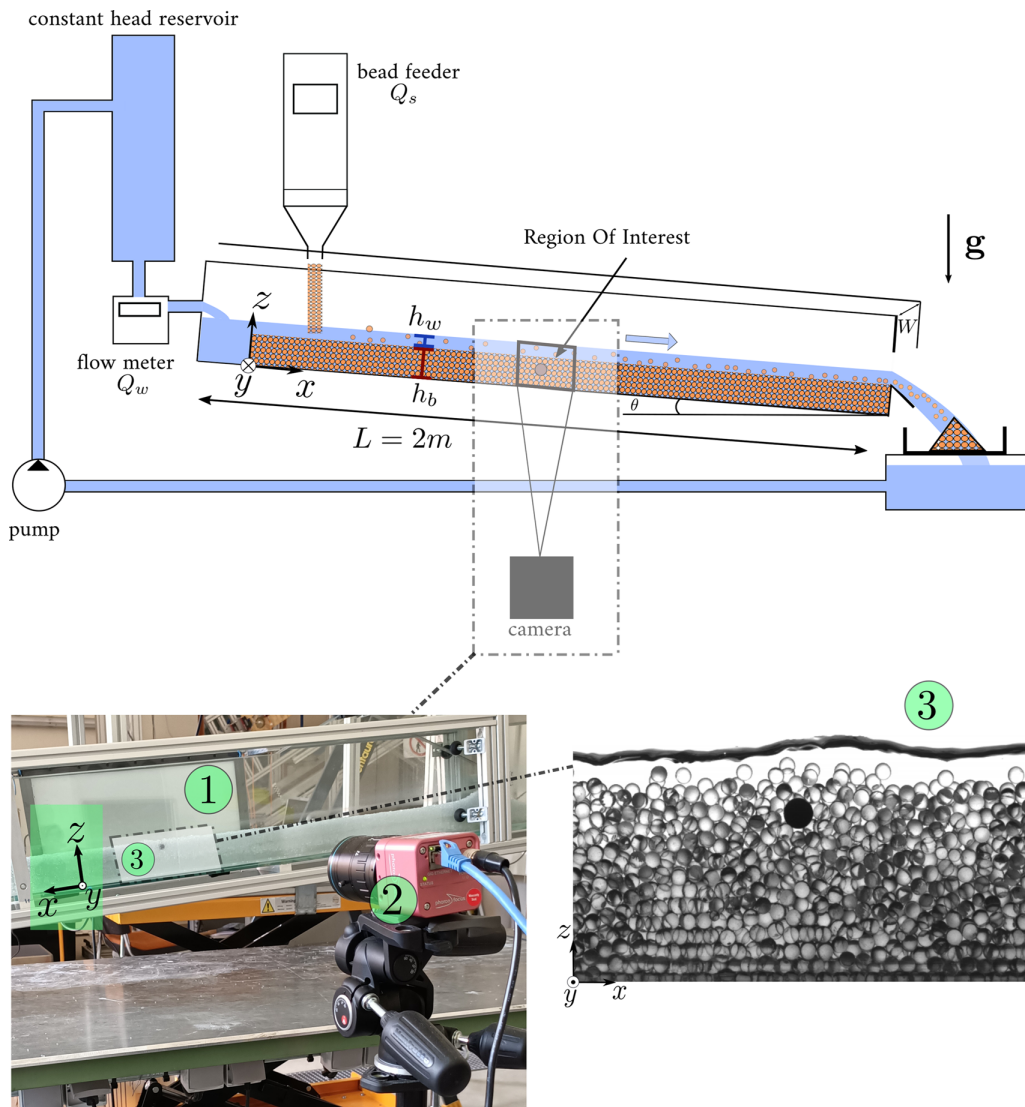 constant head reservoir
bead feeder
Q_s
Region Of Interest
g
W
z
h_w
flow meter
Q_w
y
x
h_b
θ
L = 2m
pump
camera
3
1
z
3
x
y
2
z
y
x